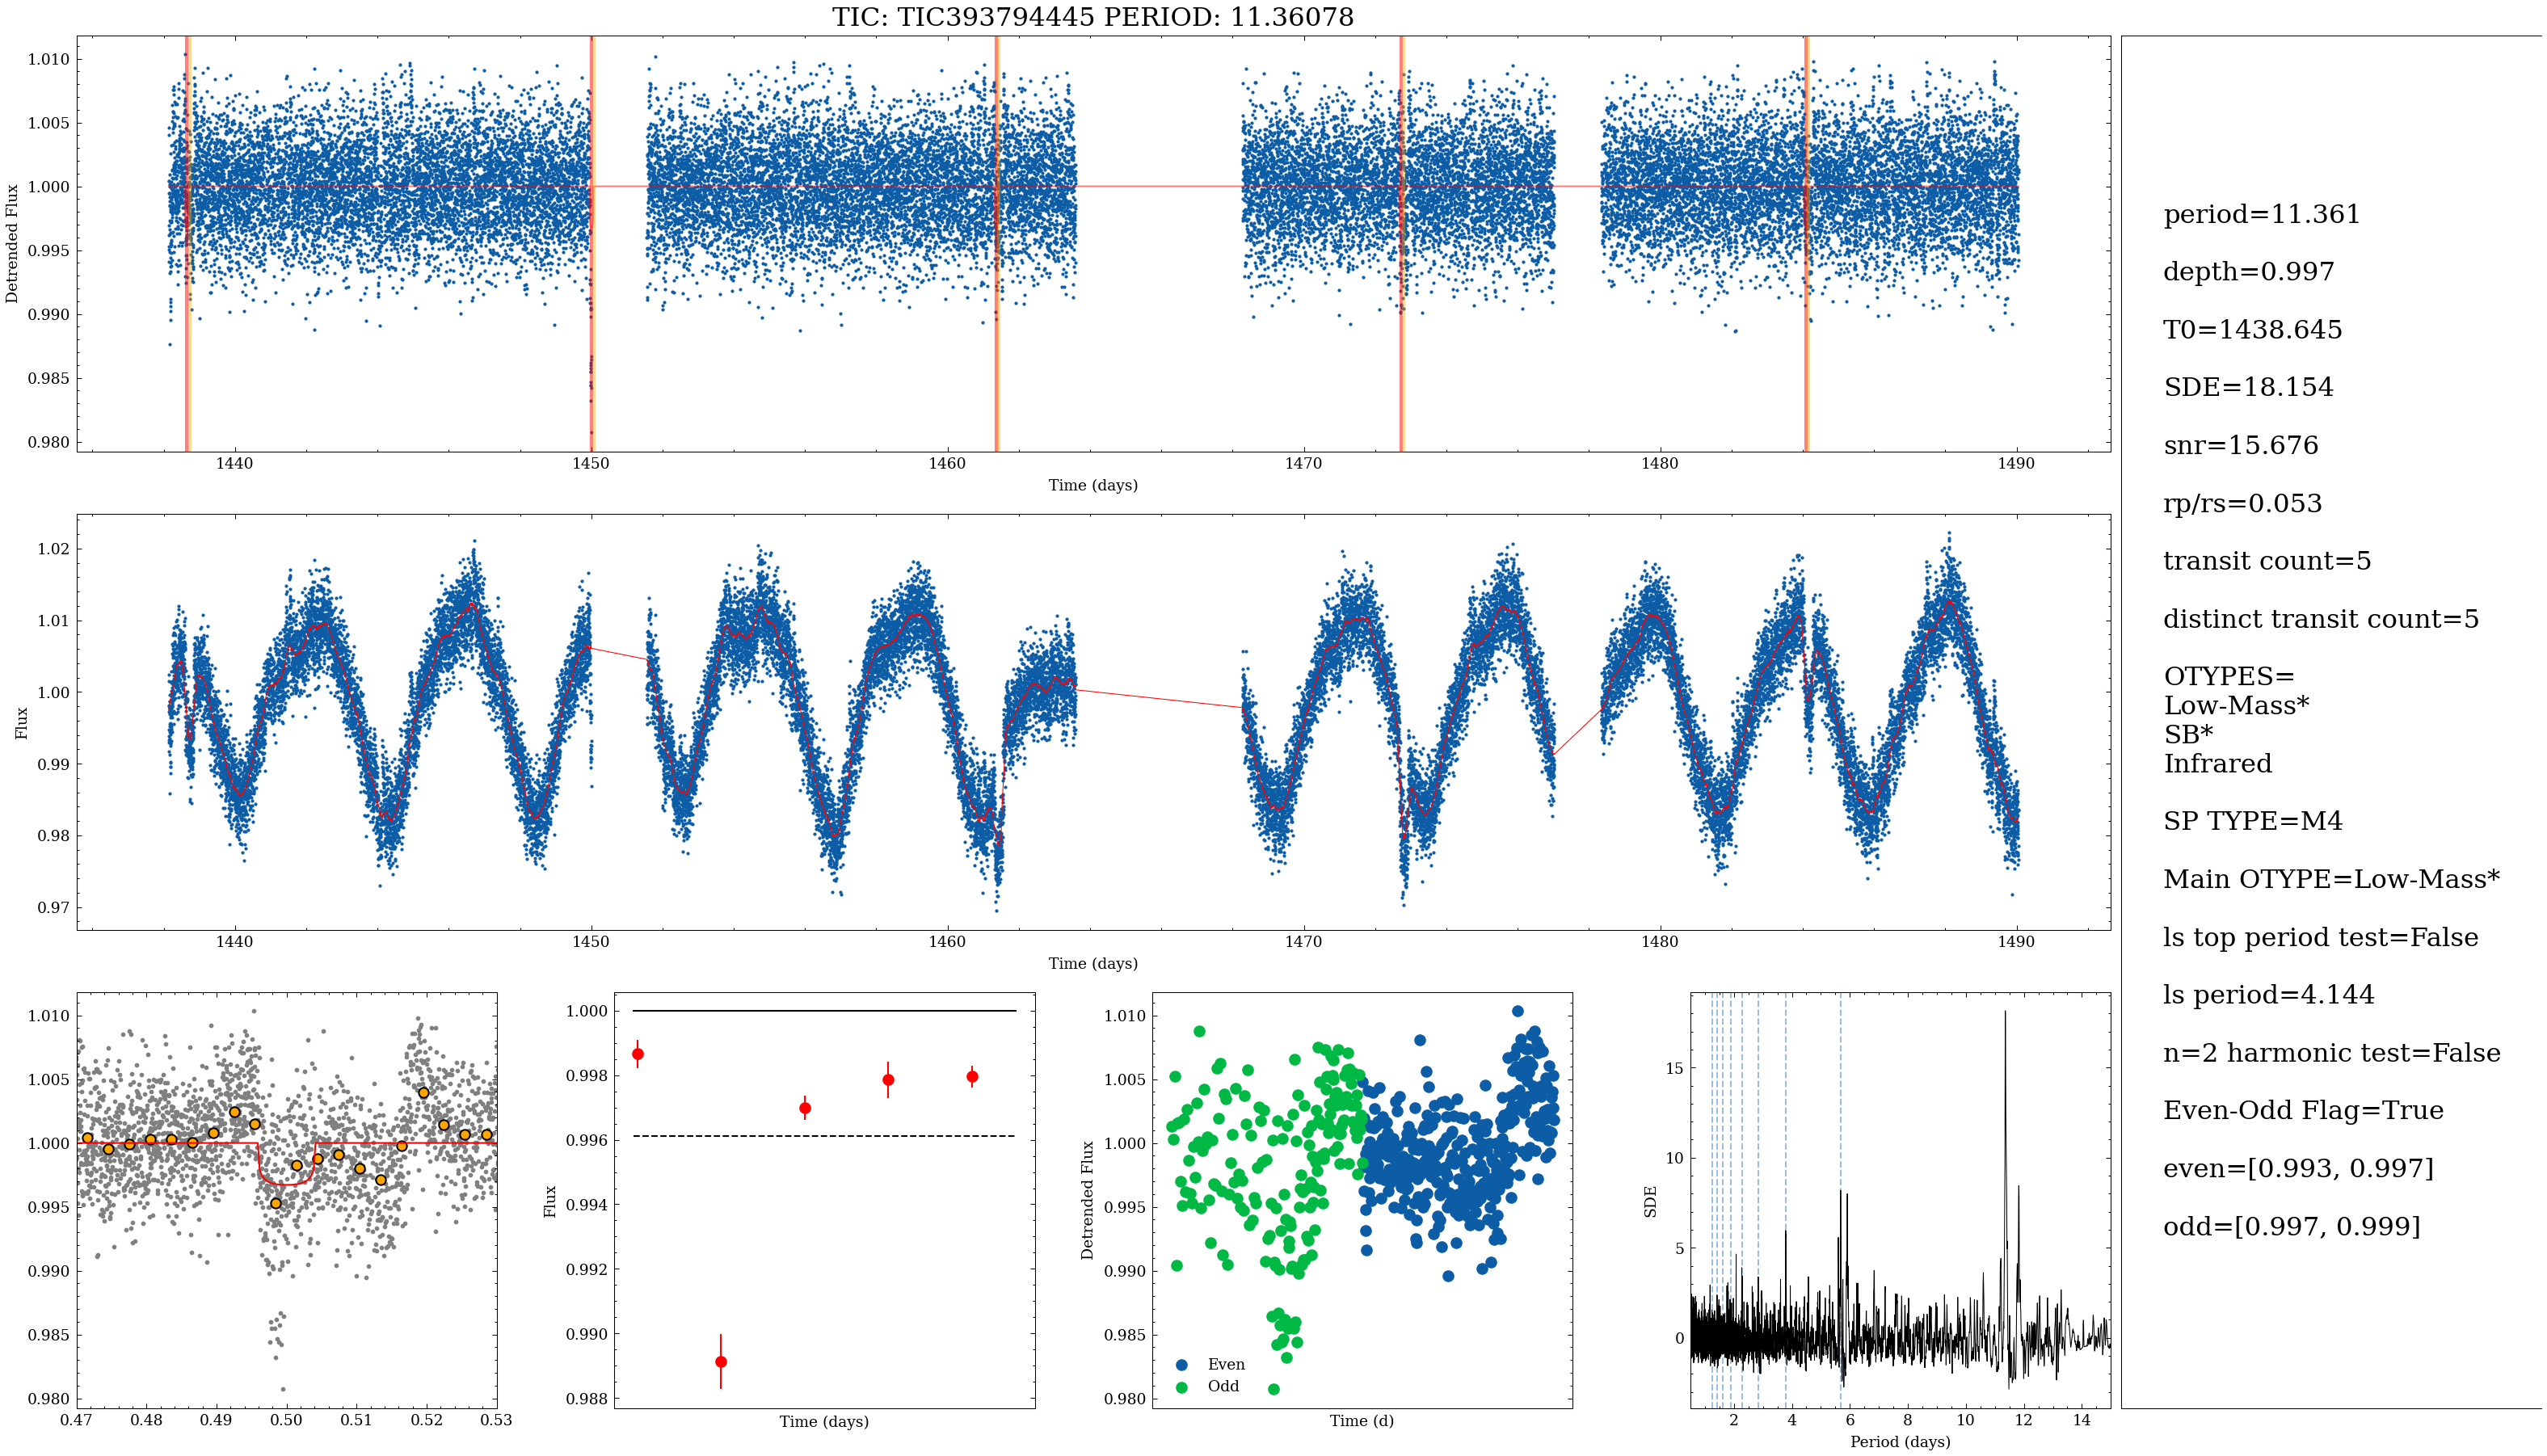 TIC: TIC393794445 PERIOD: 11.36078
1.010
1.005
1.000
0.995
0.990
0.985
0.980
Detrended Flux
1440
1450
1460
1470
1480
1490
Time (days)
1.02
1.01
1.00
0.99
0.98
0.97
Flux
1440
1450
1460
1470
1480
1490
Time (days)
1.010
1.005
1.000
0.995
0.990
0.985
0.980
0.47
0.48
0.49
0.50
0.51
0.52
0.53
1.000
0.998
0.996
0.994
0.992
0.990
0.988
Flux
Time (days)
1.010
1.005
1.000
0.995
0.990
0.985
0.980
Detrended Flux
Even
Odd
Time (d)
15
10
5
0
SDE
2
4
6
8
10
12
14
Period (days)
period=11.361
depth=0.997
T0=1438.645
SDE=18.154
snr=15.676
rp/rs=0.053
transit count=5
distinct transit count=5
OTYPES=
Low-Mass*
SB*
Infrared
SP TYPE=M4
Main OTYPE=Low-Mass*
ls top period test=False
ls period=4.144
n=2 harmonic test=False
Even-Odd Flag=True
even=[0.993, 0.997]
odd=[0.997, 0.999]